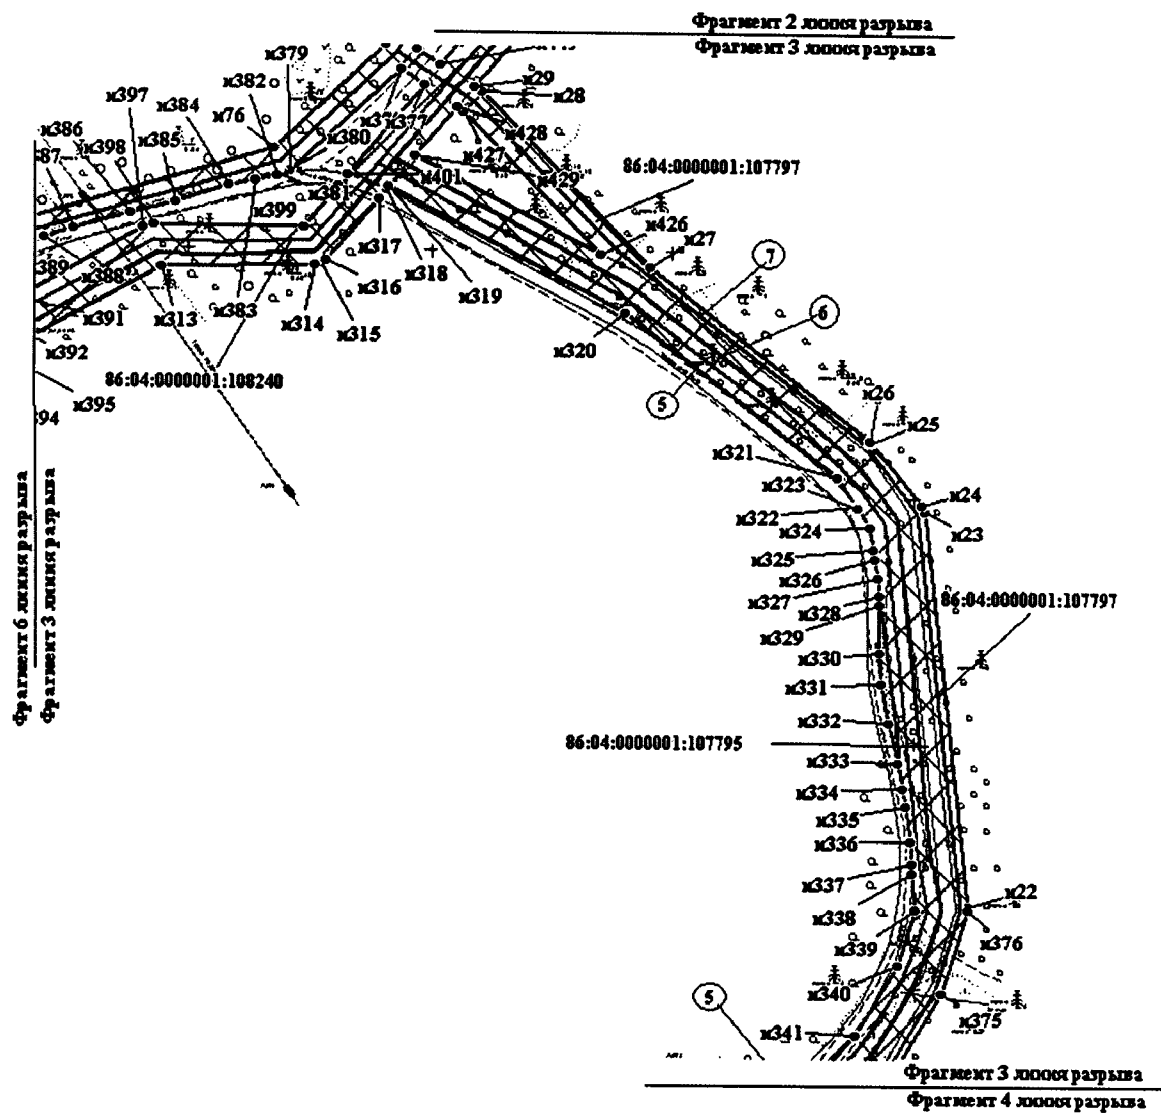 Фрагмент 2 линия разрыва
Фрагмент 3 линия разрыва
н379
н382
н29
н28
н397
н384
н76
н377
н428
н386
н398
н385
н380
н427
87
н401
н429
86:04:0000001:107797
н381
н399
н426
н317
н27
7
н389
н388
н383
н318
н316
н319
6
н391
н313
н314
н315
н320
н392
86:04:0000001:108240
н395
394
5
н26
н25
н321
н323
н24
н322
н324
н23
н325
н326
н327
н328
86:04:0000001:107797
н329
н330
н331
н332
86:04:0000001:107795
н333
н334
н335
н336
н337
н22
н338
н376
н339
н340
5
н375
н341
Фрагмент 6 линия разрыва
Фрагмент 3 линия разрыва
Фрагмент 3 линия разрыва
Фрагмент 4 линия разрыва